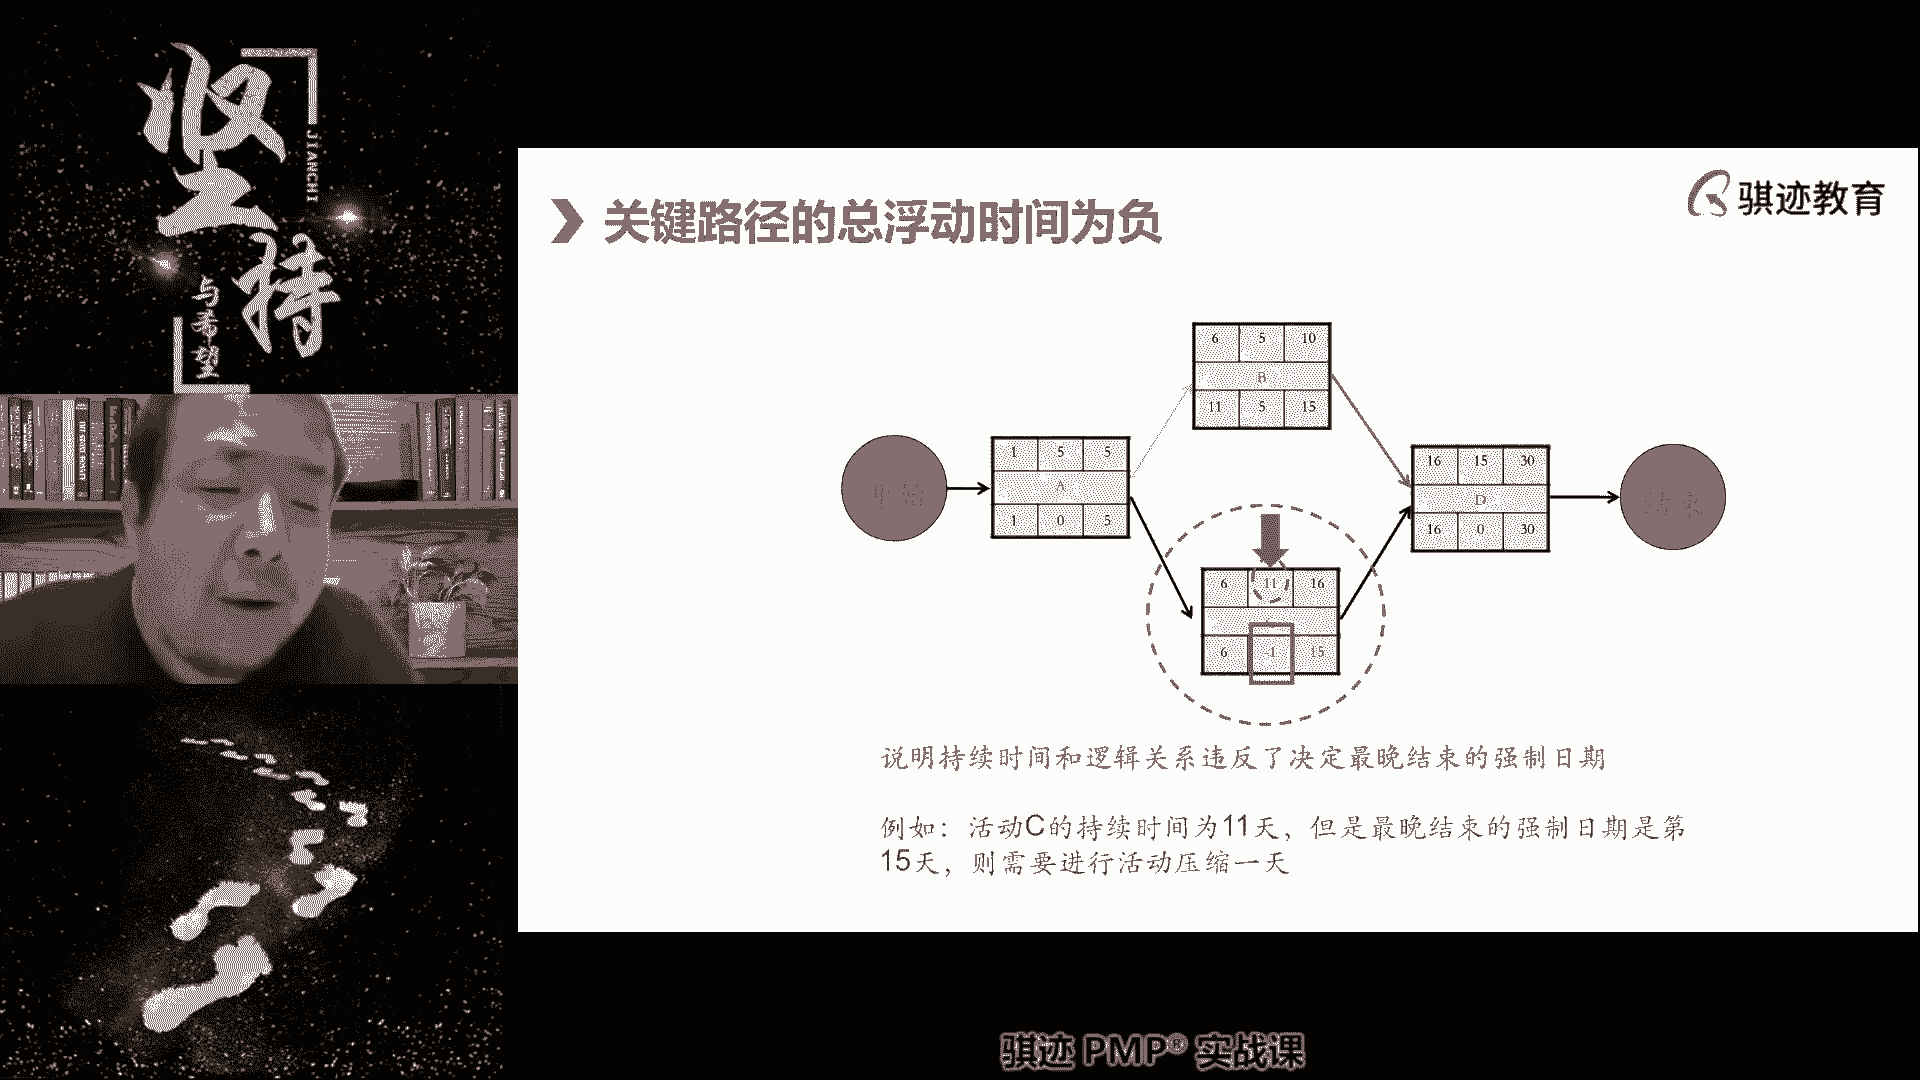 坚持
JIANCHI
与希望
关键路径的总浮动时间为负
骐迹教育
6 5 10
B
11 5 15
1 5 5
A
1 0 5
16 15 30
D
16 0 30
6 11 16
6 -1 15
说明持续时间和逻辑关系违反了决定最晚结束的强制日期
例如：活动C的持续时间为11天，但是最晚结束的强制日期是第
15天，则需要进行活动压缩一天
骐迹 PMP® 实战课